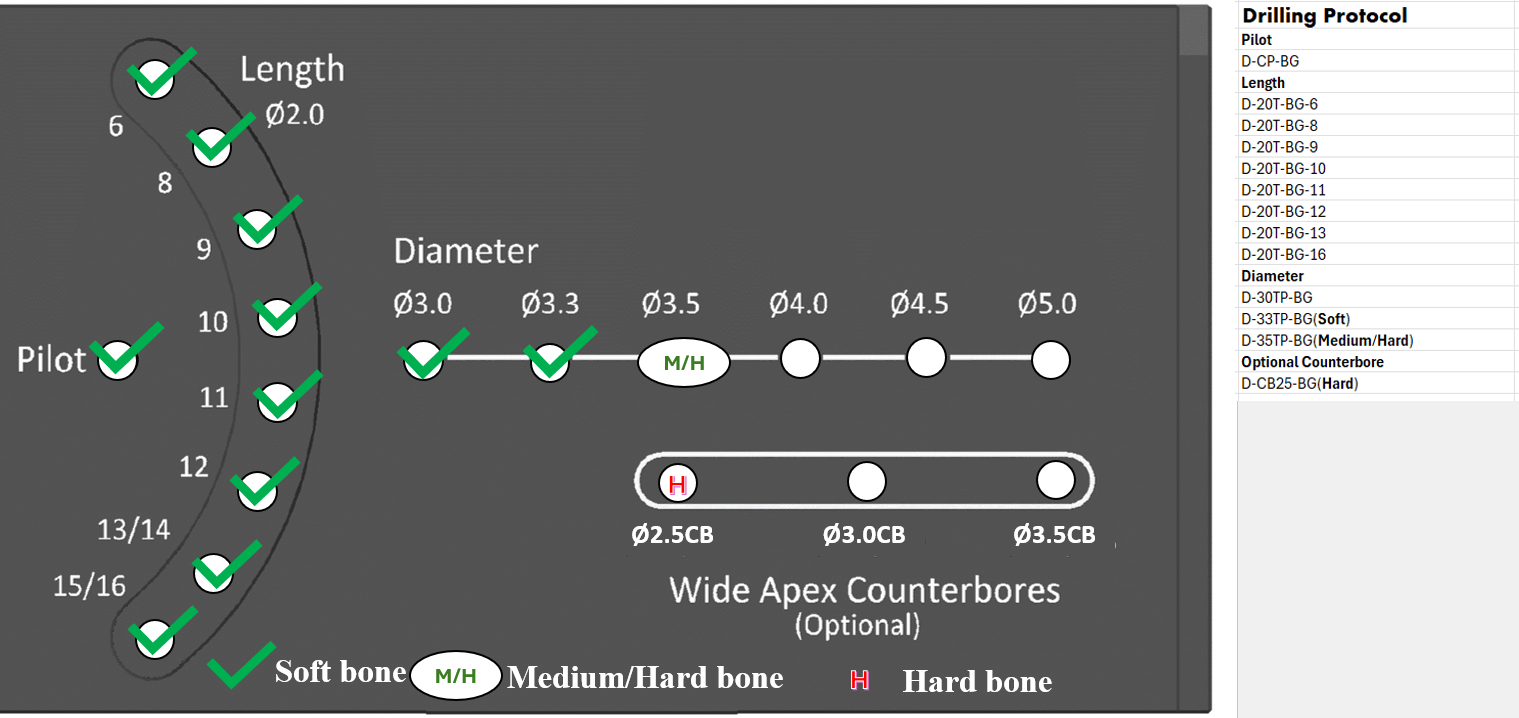 Length
Ø2.0
6
8
9
10
Pilot
11
12
13/14
15/16
Diameter
Ø3.0 Ø3.3 Ø3.5 Ø4.0 Ø4.5 Ø5.0
M/H
H
Ø2.5CB Ø3.0CB Ø3.5CB
Wide Apex Counterbores
(Optional)
Soft bone M/H Medium/Hard bone H Hard bone
Drilling Protocol
Pilot
D-CP-BG
Length
D-20T-BG-6
D-20T-BG-8
D-20T-BG-9
D-20T-BG-10
D-20T-BG-11
D-20T-BG-12
D-20T-BG-13
D-20T-BG-16
Diameter
D-30TP-BG
D-33TP-BG(Soft)
D-35TP-BG(Medium/Hard)
Optional Counterbore
D-CB25-BG(Hard)